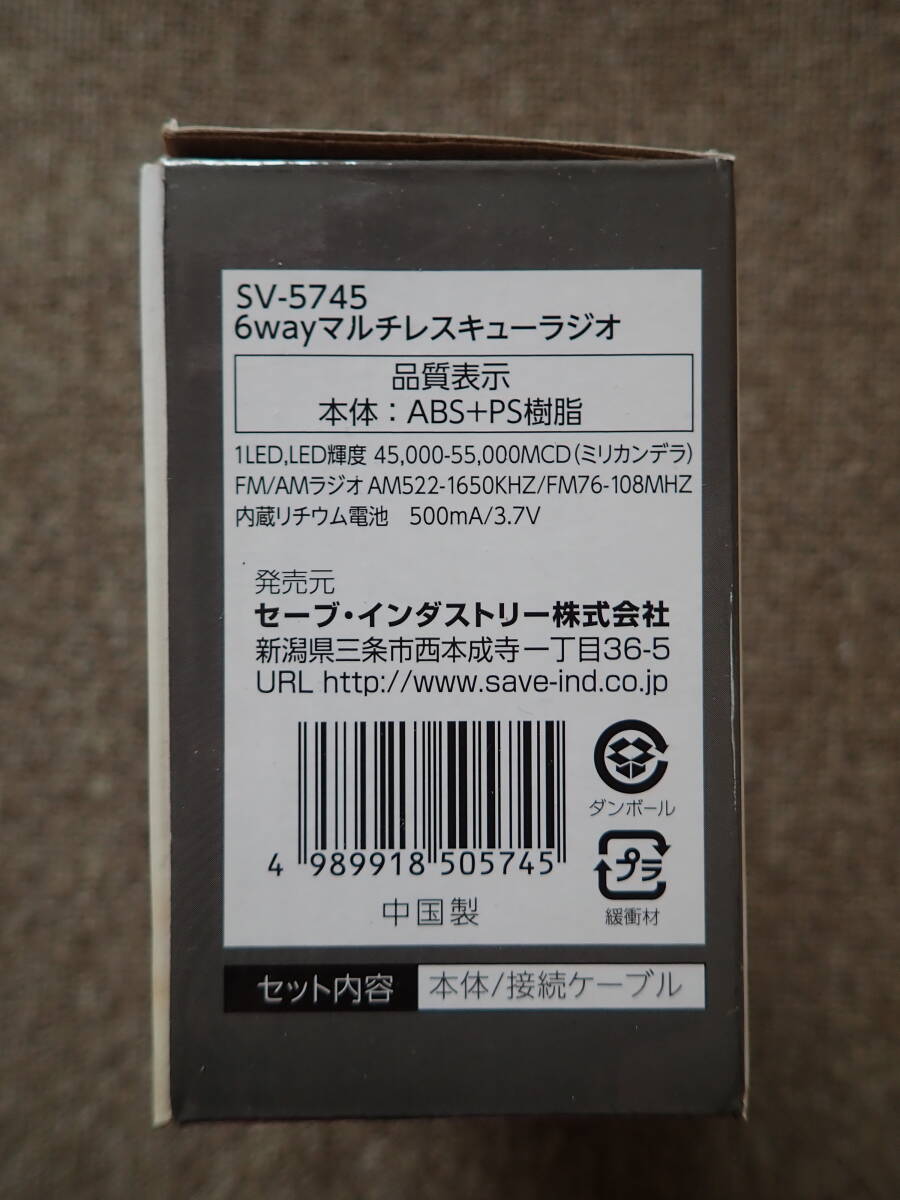 SV-5745
6wayマルチレスキューラジオ
品質表示
本体：ABS+PS樹脂
1LED,LED輝度 45,000-55,000MCD(ミリカンデラ)
FM/AMラジオ AM522-1650KHZ/FM76-108MHZ
内蔵リチウム電池 500mA/3.7V
発売元
セーブ・インダストリー株式会社
新潟県三条市西本成寺一丁目36-5
URL http://www.save-ind.co.jp
ダンボール
プラ
4 989918 505745
緩衝材
中国製
セット内容 本体/接続ケーブル